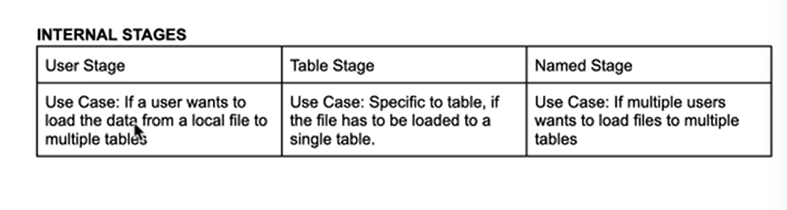 INTERNAL STAGES
User Stage
Table Stage
Named Stage
Use Case: If a user wants to
load the data from a local file to
multiple tables
Use Case: Specific to table, if
the file has to be loaded to a
single table.
Use Case: If multiple users
wants to load files to multiple
tables